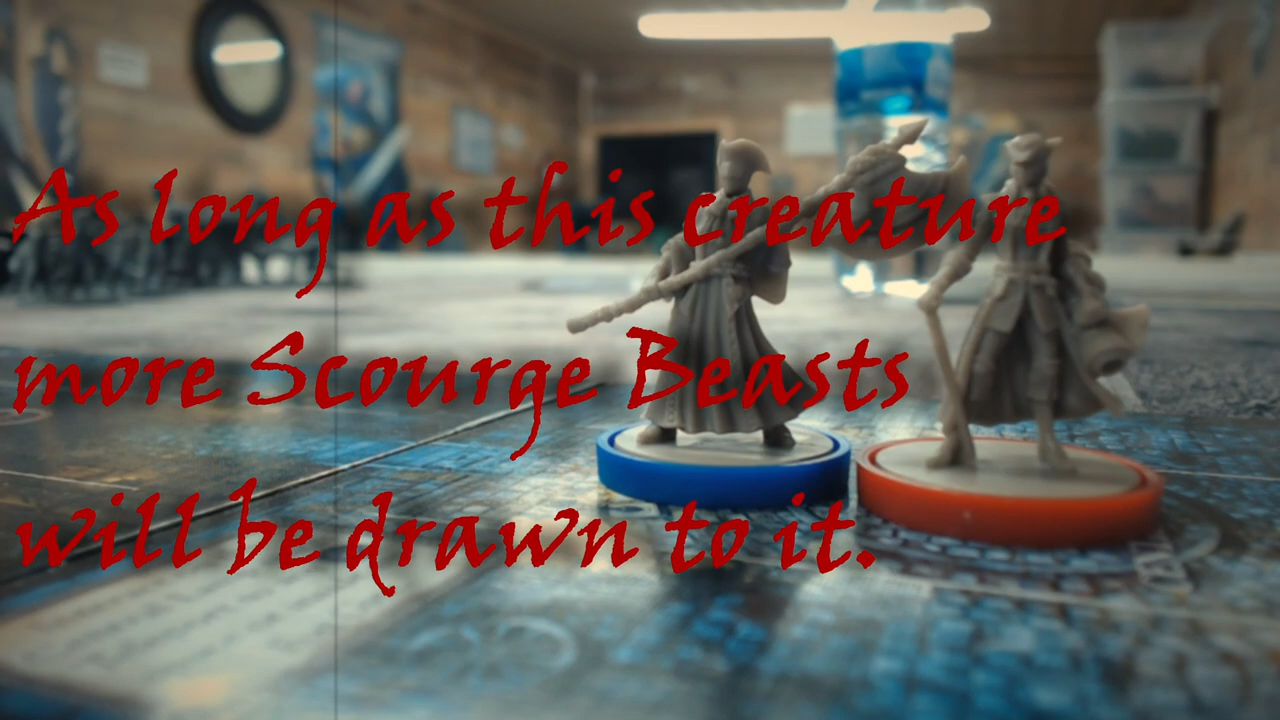 As long as this creature
more Scourge Beasts
will be drawn to it.